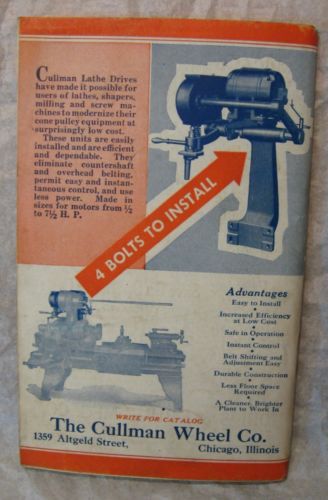 Cullman Lathe Drives
have made it possible for
users of lathes, shapers,
milling and screw ma-
chines to modernize their
cone pulley equipment at
surprisingly low cost.
These units are easily
installed and are efficient
and dependable. They
eliminate countershaft
and overhead belting,
permit easy and instan-
taneous control, and use
less power. Made in
sizes for motors from ½
to 7½ H. P.
4 BOLTS TO INSTALL
Advantages
Easy to Install
Increased Efficiency
at Low Cost
Safe in Operation
Instant Control
Belt Shifting and
Adjustment Easy
Durable Construction
Less Floor Space
Required
A Cleaner, Brighter
Plant to Work In
WRITE FOR CATALOG
The Cullman Wheel Co.
1359 Altgeld Street, Chicago, Illinois